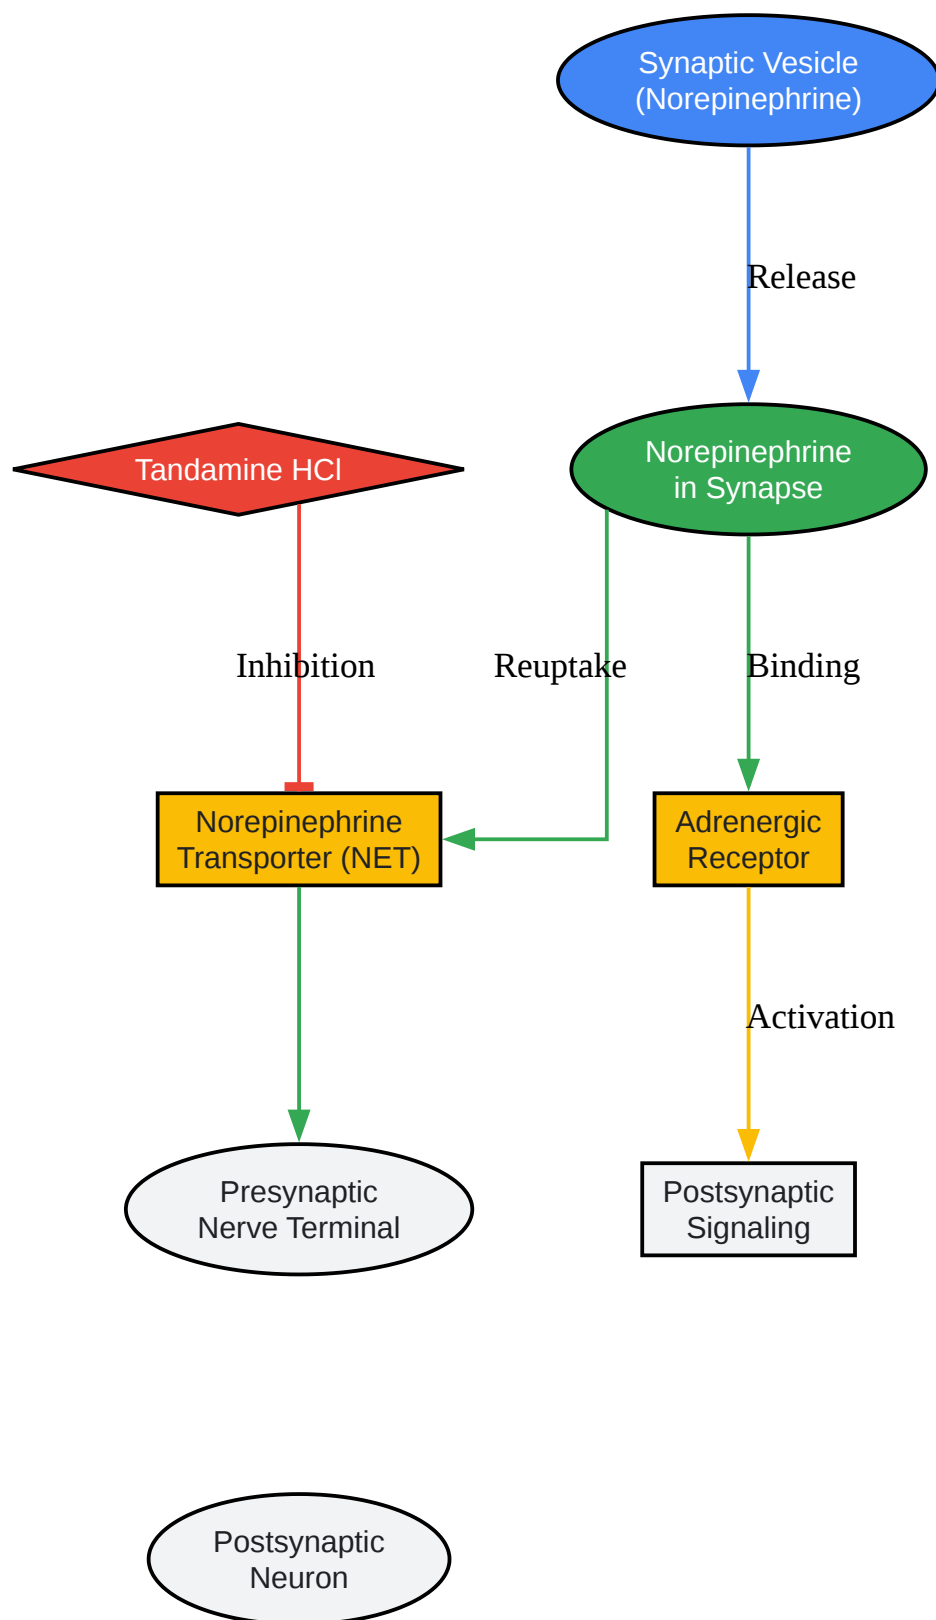 Synaptic Vesicle
(Norepinephrine)
Release
Tandamine HCl
Norepinephrine
in Synapse
Inhibition
Reuptake
Binding
Norepinephrine
Transporter (NET)
Adrenergic
Receptor
Activation
Presynaptic
Nerve Terminal
Postsynaptic
Signaling
Postsynaptic
Neuron